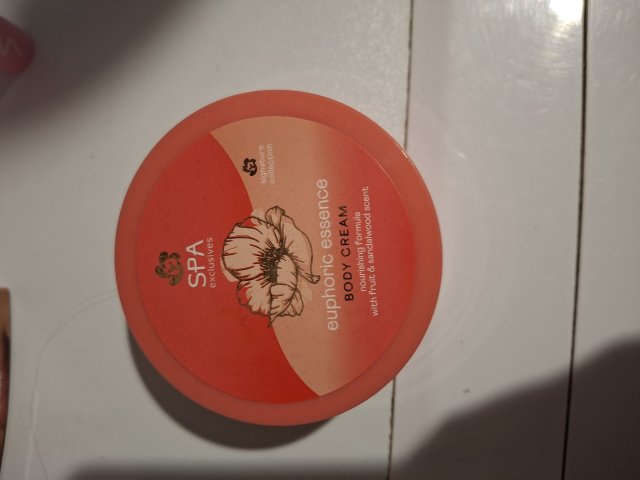 SPA
exclusives
signature
collection
euphoric essence
BODY CREAM
nourishing formula
with fruit & sandalwood scent